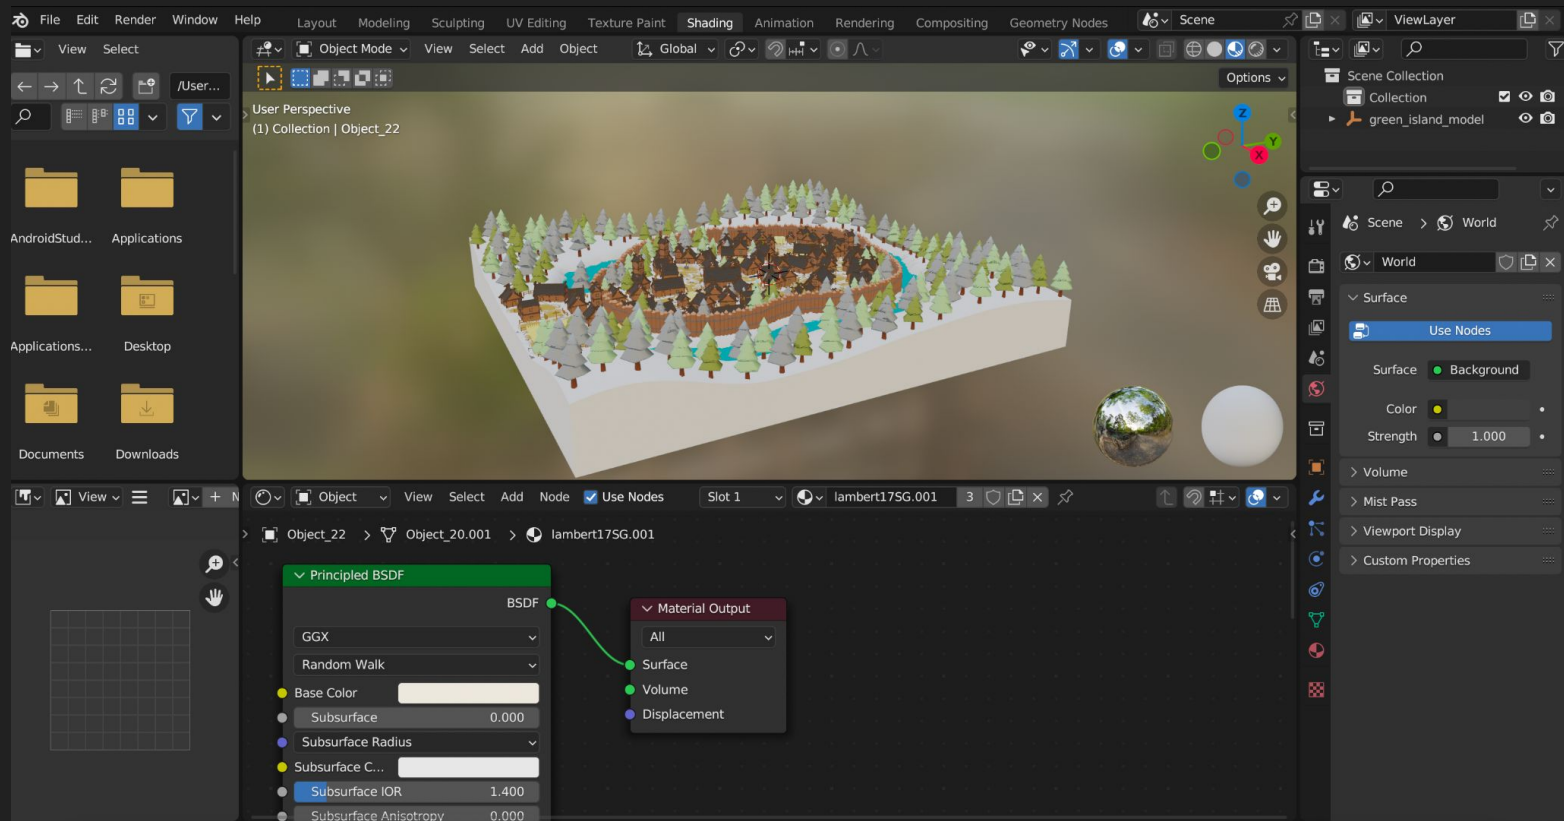 File Edit Render Window Help Layout Modeling Sculpting UV Editing Texture Paint Shading Animation Rendering Compositing Geometry Nodes Scene ViewLayer
View Select
Object Mode View Select Add Object Global
/User...
Options
User Perspective
(1) Collection | Object_22
Z
Y
X
AndroidStud... Applications
Applications... Desktop
Documents Downloads
Scene Collection
Collection
green_island_model
Scene > World
World
Surface
Use Nodes
Surface Background
Color
Strength 1.000
Volume
Mist Pass
Viewport Display
Custom Properties
View + N
Object View Select Add Node Use Nodes Slot 1 lambert17SG.001 3
Object_22 > Object_20.001 > lambert17SG.001
Principled BSDF
BSDF
GGX
Random Walk
Base Color
Subsurface 0.000
Subsurface Radius
Subsurface C...
Subsurface IOR 1.400
Subsurface Anisotropy 0.000
Material Output
All
Surface
Volume
Displacement